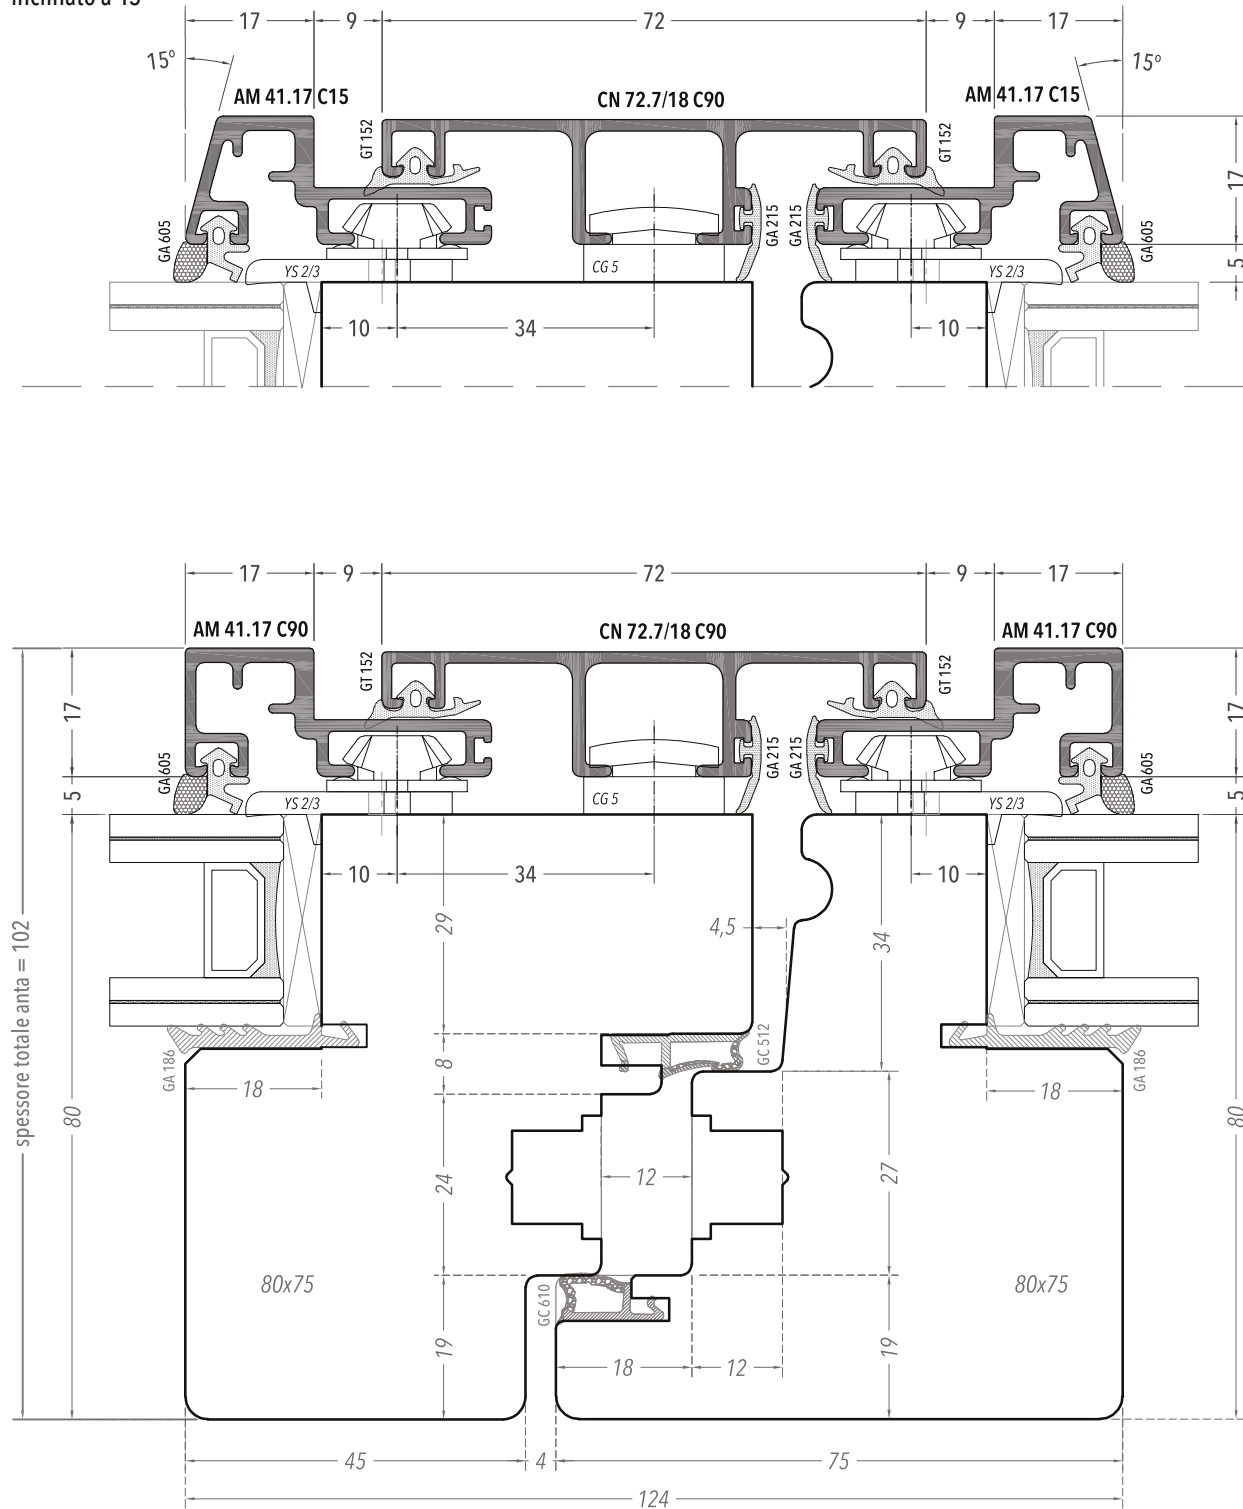 17 9 72 9 17
15° 15°
AM 41.17 C15 CN 72.7/18 C90 AM 41.17 C15
GT 152 GT 152
17
GA 605 GA 215 GA 215 GA 605
YS 2/3 CG 5 YS 2/3
5
10 34 10
17 9 72 9 17
AM 41.17 C90 CN 72.7/18 C90 AM 41.17 C90
GT 152 GT 152
17 17
GA 605 GA 215 GA 215 GA 605
5 YS 2/3 CG 5 YS 2/3 5
10 34 10
29 4,5 34
spessore totale anta = 102
GA 186 8 GC 512 GA 186
18 18
80 80
24 12 27
80x75 GC 610 80x75
19 18 12 19
45 4 75
124